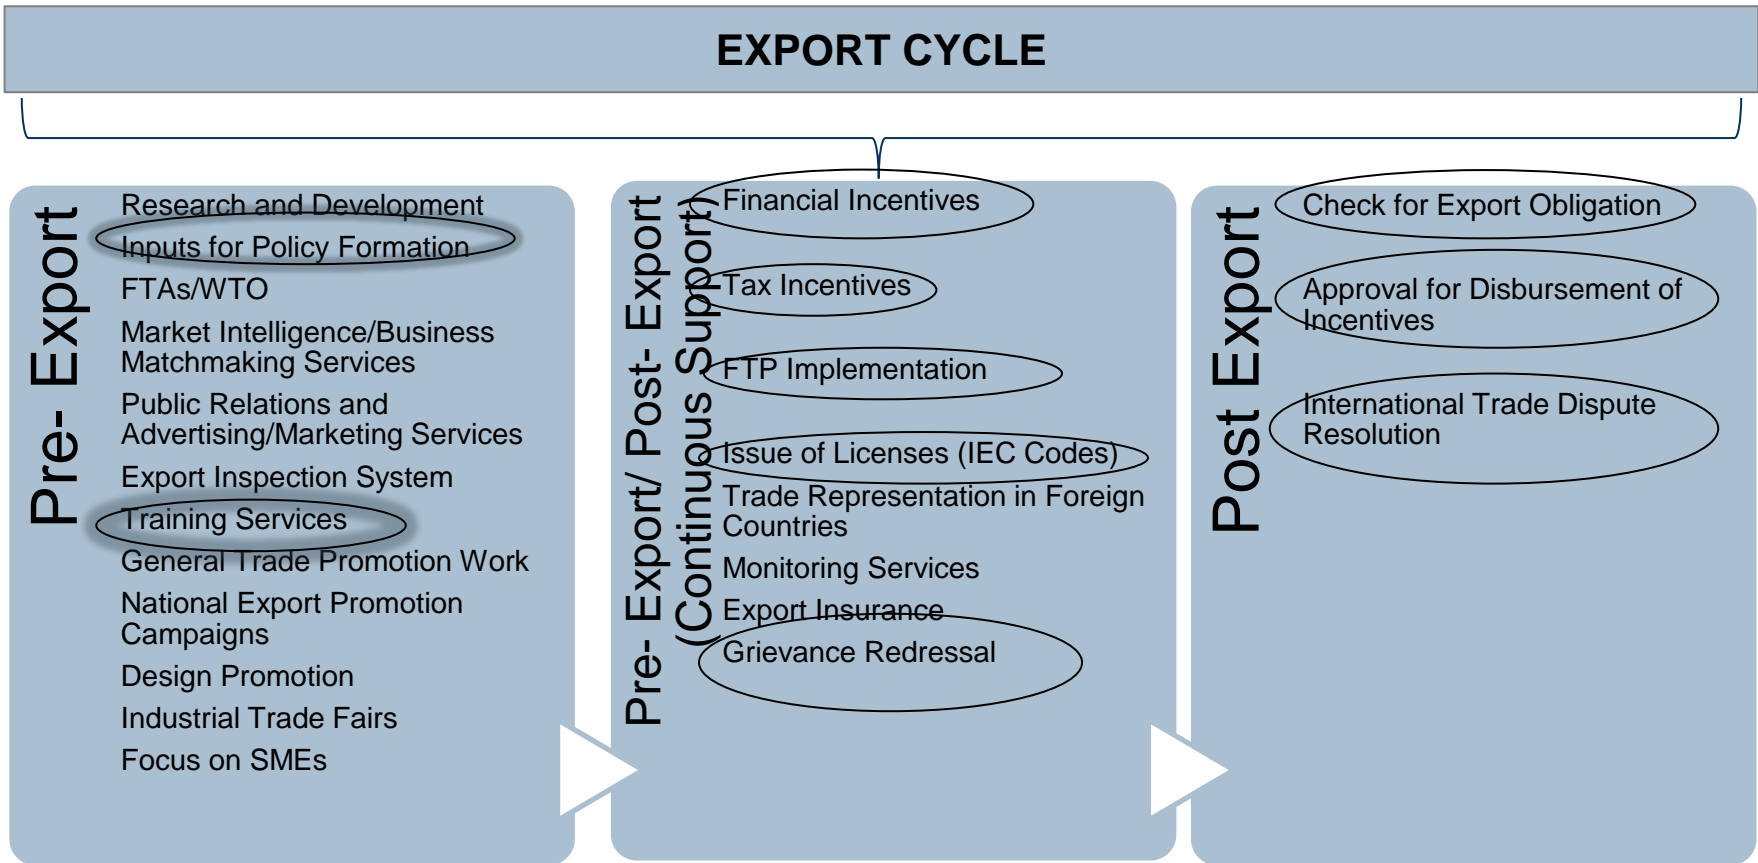 EXPORT CYCLE
Pre- Export
Research and Development
Inputs for Policy Formation
FTAs/WTO
Market Intelligence/Business
Matchmaking Services
Public Relations and
Advertising/Marketing Services
Export Inspection System
Training Services
General Trade Promotion Work
National Export Promotion
Campaigns
Design Promotion
Industrial Trade Fairs
Focus on SMEs
Pre- Export/ Post- Export
(Continuous Support)
Financial Incentives
Tax Incentives
FTP Implementation
Issue of Licenses (IEC Codes)
Trade Representation in Foreign
Countries
Monitoring Services
Export Insurance
Grievance Redressal
Post Export
Check for Export Obligation
Approval for Disbursement of
Incentives
International Trade Dispute
Resolution